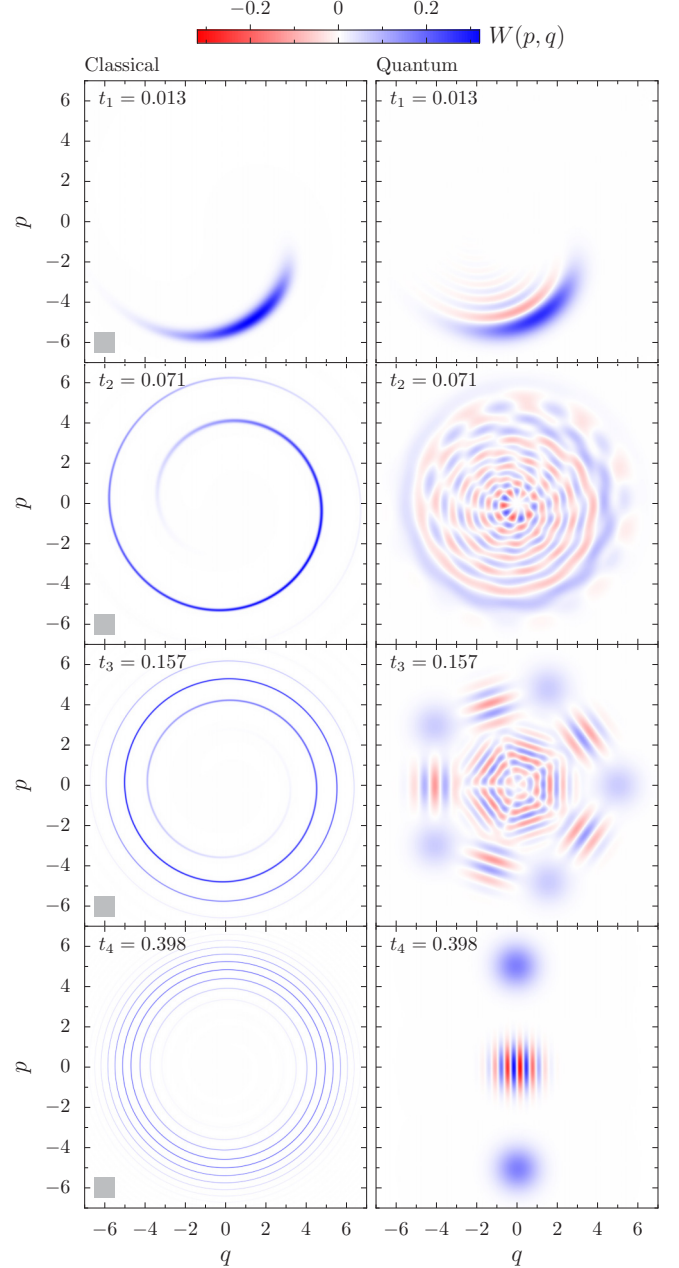 −0.2 0 0.2 W(p, q)
Classical Quantum
6 t₁ = 0.013 t₁ = 0.013
4
2
p 0
−2
−4
−6
6 t₂ = 0.071 t₂ = 0.071
4
2
p 0
−2
−4
−6
6 t₃ = 0.157 t₃ = 0.157
4
2
p 0
−2
−4
−6
6 t₄ = 0.398 t₄ = 0.398
4
2
p 0
−2
−4
−6
−6 −4 −2 0 2 4 6 −6 −4 −2 0 2 4 6
q q